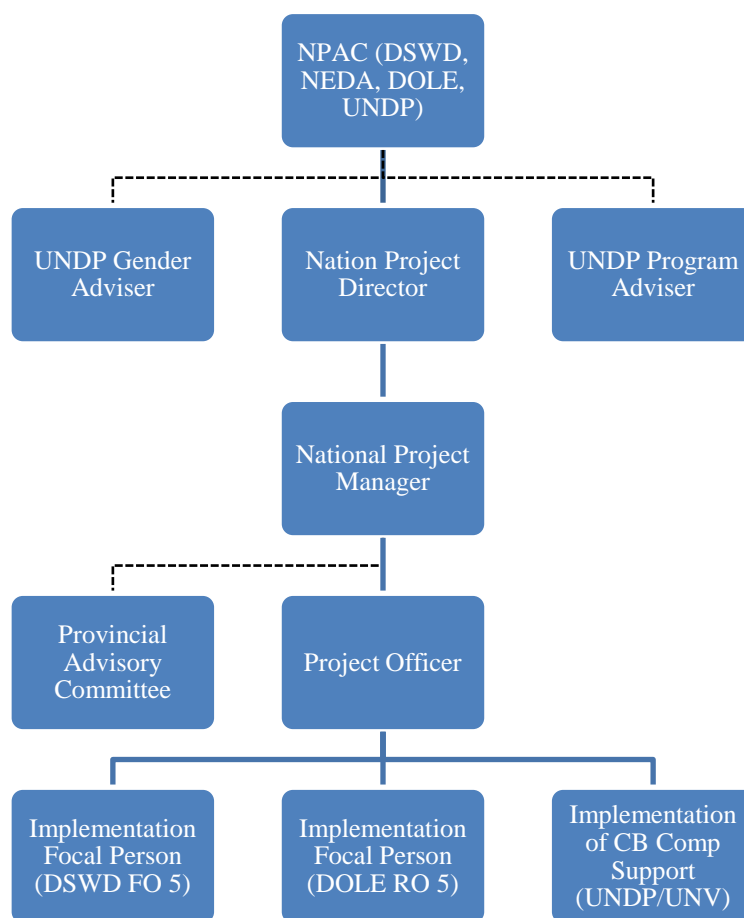 NPAC (DSWD,
NEDA, DOLE,
UNDP)
UNDP Gender
Adviser
Nation Project
Director
UNDP Program
Adviser
National Project
Manager
Provincial
Advisory
Committee
Project Officer
Implementation
Focal Person
(DSWD FO 5)
Implementation
Focal Person
(DOLE RO 5)
Implementation
of CB Comp
Support
(UNDP/UNV)